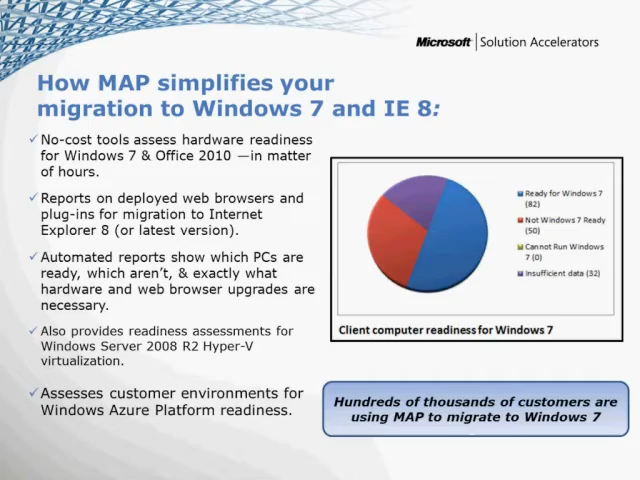 Microsoft | Solution Accelerators
How MAP simplifies your
migration to Windows 7 and IE 8:
No-cost tools assess hardware readiness
for Windows 7 & Office 2010 —in matter
of hours.
Reports on deployed web browsers and
plug-ins for migration to Internet
Explorer 8 (or latest version).
Automated reports show which PCs are
ready, which aren't, & exactly what
hardware and web browser upgrades are
necessary.
Also provides readiness assessments for
Windows Server 2008 R2 Hyper-V
virtualization.
Assesses customer environments for
Windows Azure Platform readiness.
Ready for Windows 7
(82)
Not Windows 7 Ready
(50)
Cannot Run Windows
7 (0)
Insufficient data (32)
Client computer readiness for Windows 7
Hundreds of thousands of customers are
using MAP to migrate to Windows 7